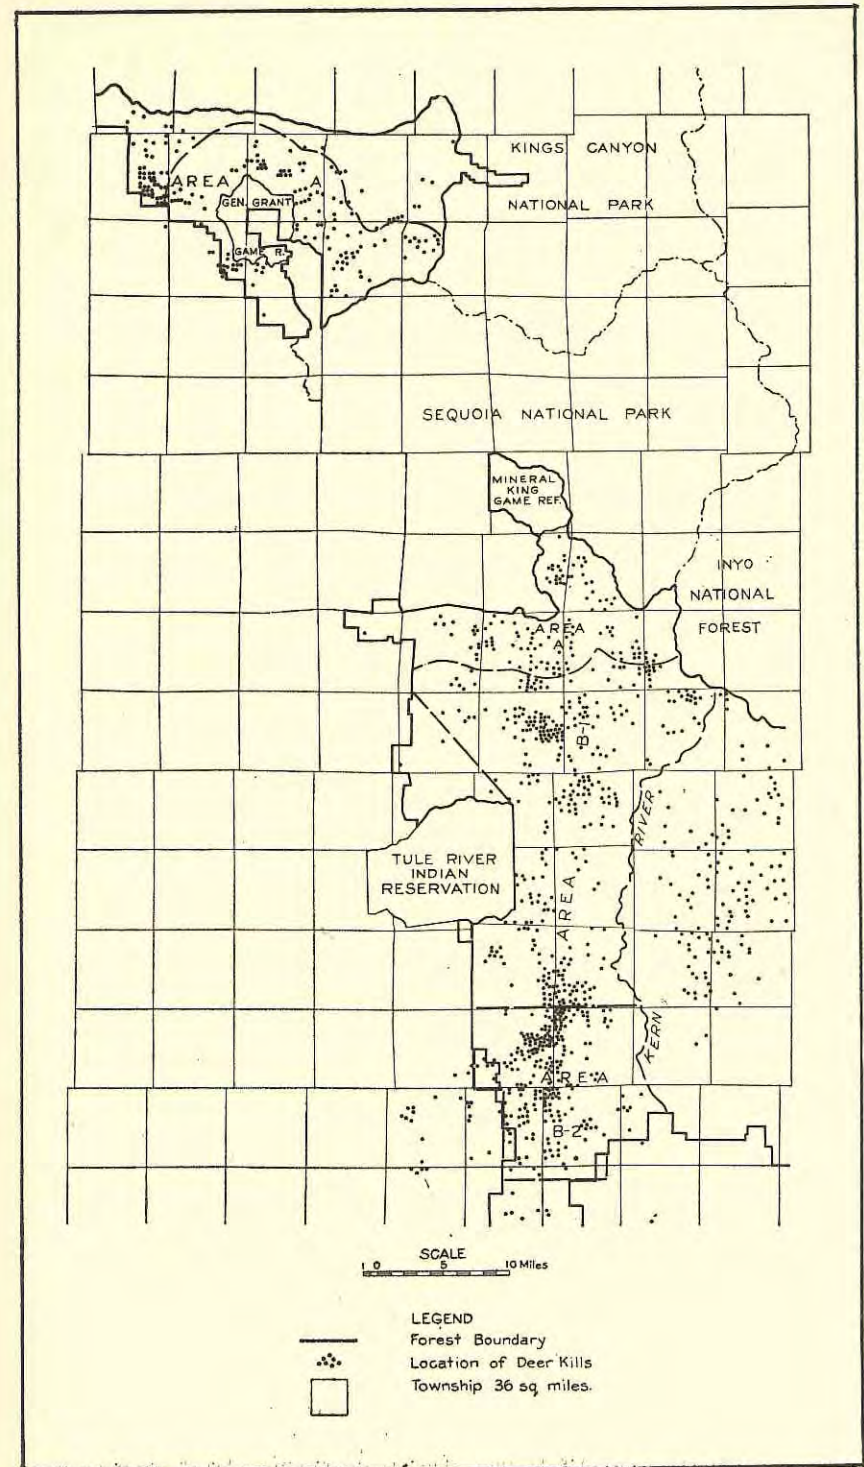 KINGS CANYON
NATIONAL PARK
AREA A
GEN. GRANT
GAME R.
SEQUOIA NATIONAL PARK
MINERAL
KING
GAME REF.
INYO
NATIONAL
FOREST
AREA
A
B-1
RIVER
TULE RIVER
INDIAN
RESERVATION
AREA
KERN
AREA
B-2
SCALE
1 0 5 10 Miles
LEGEND
Forest Boundary
Location of Deer Kills
Township 36 sq. miles.